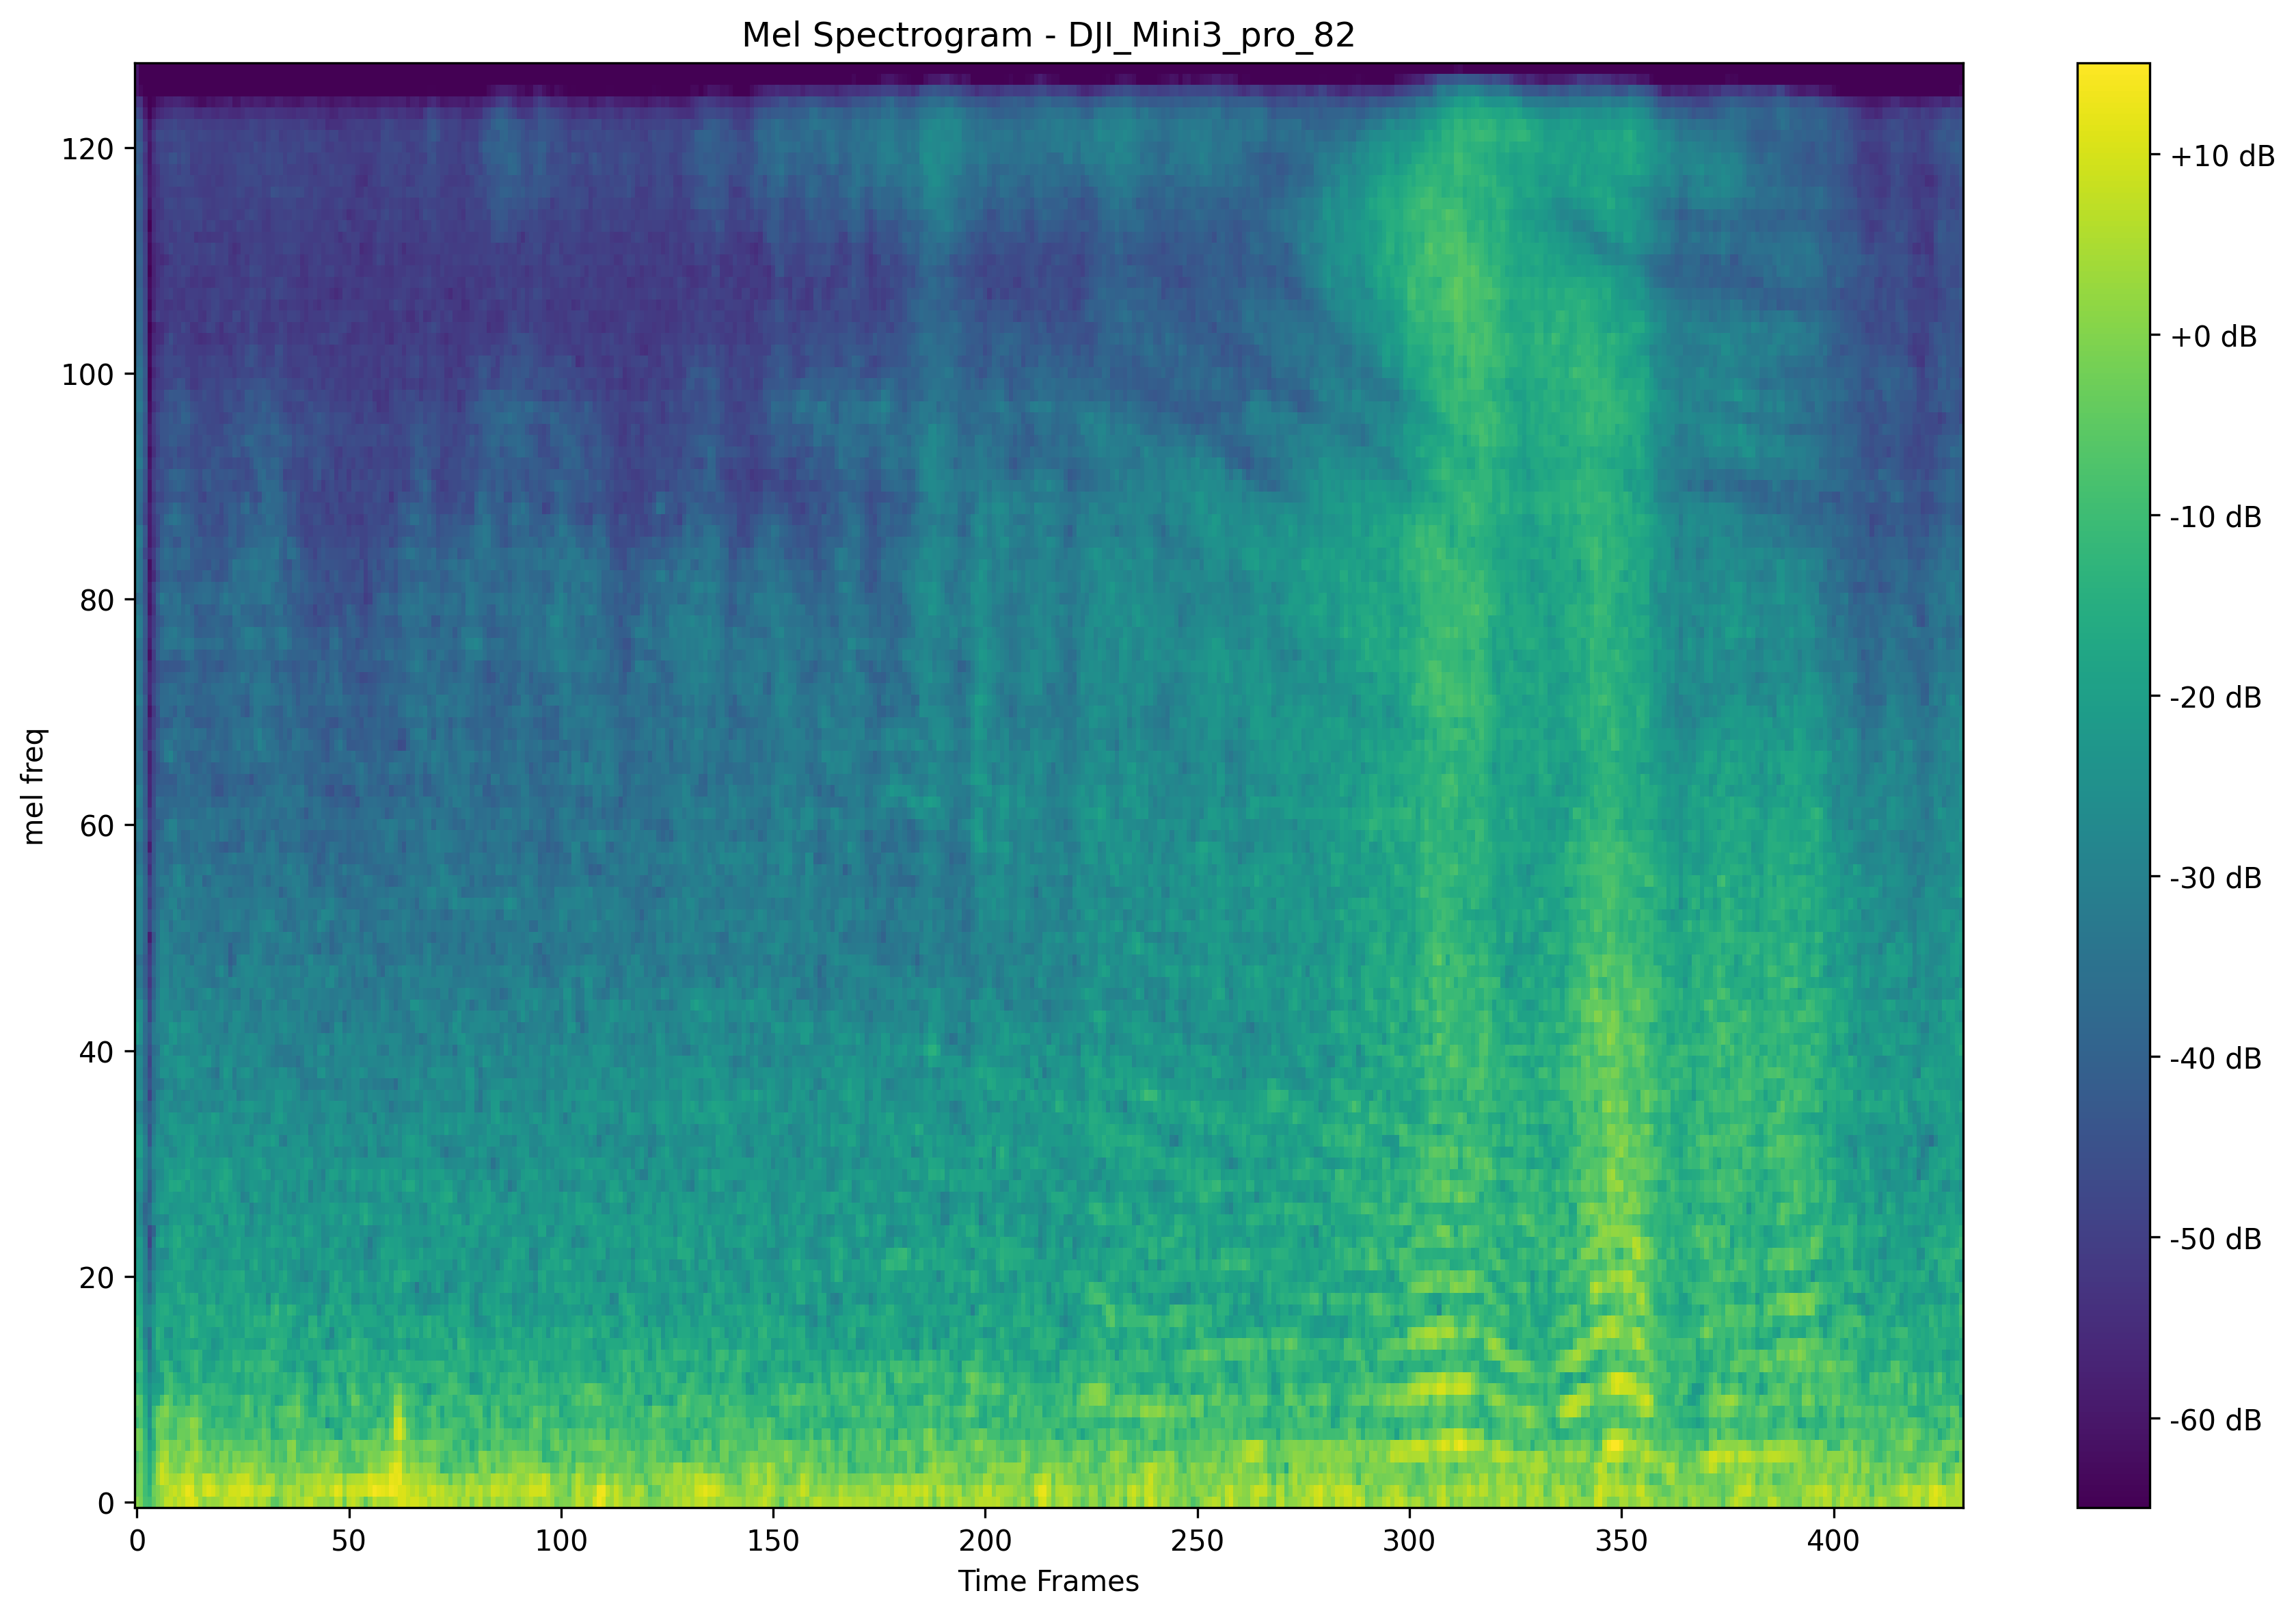 Mel Spectrogram - DJI_Mini3_pro_82
120
100
80
60
40
20
0
mel freq
0
50
100
150
200
250
300
350
400
Time Frames
+10 dB
+0 dB
-10 dB
-20 dB
-30 dB
-40 dB
-50 dB
-60 dB